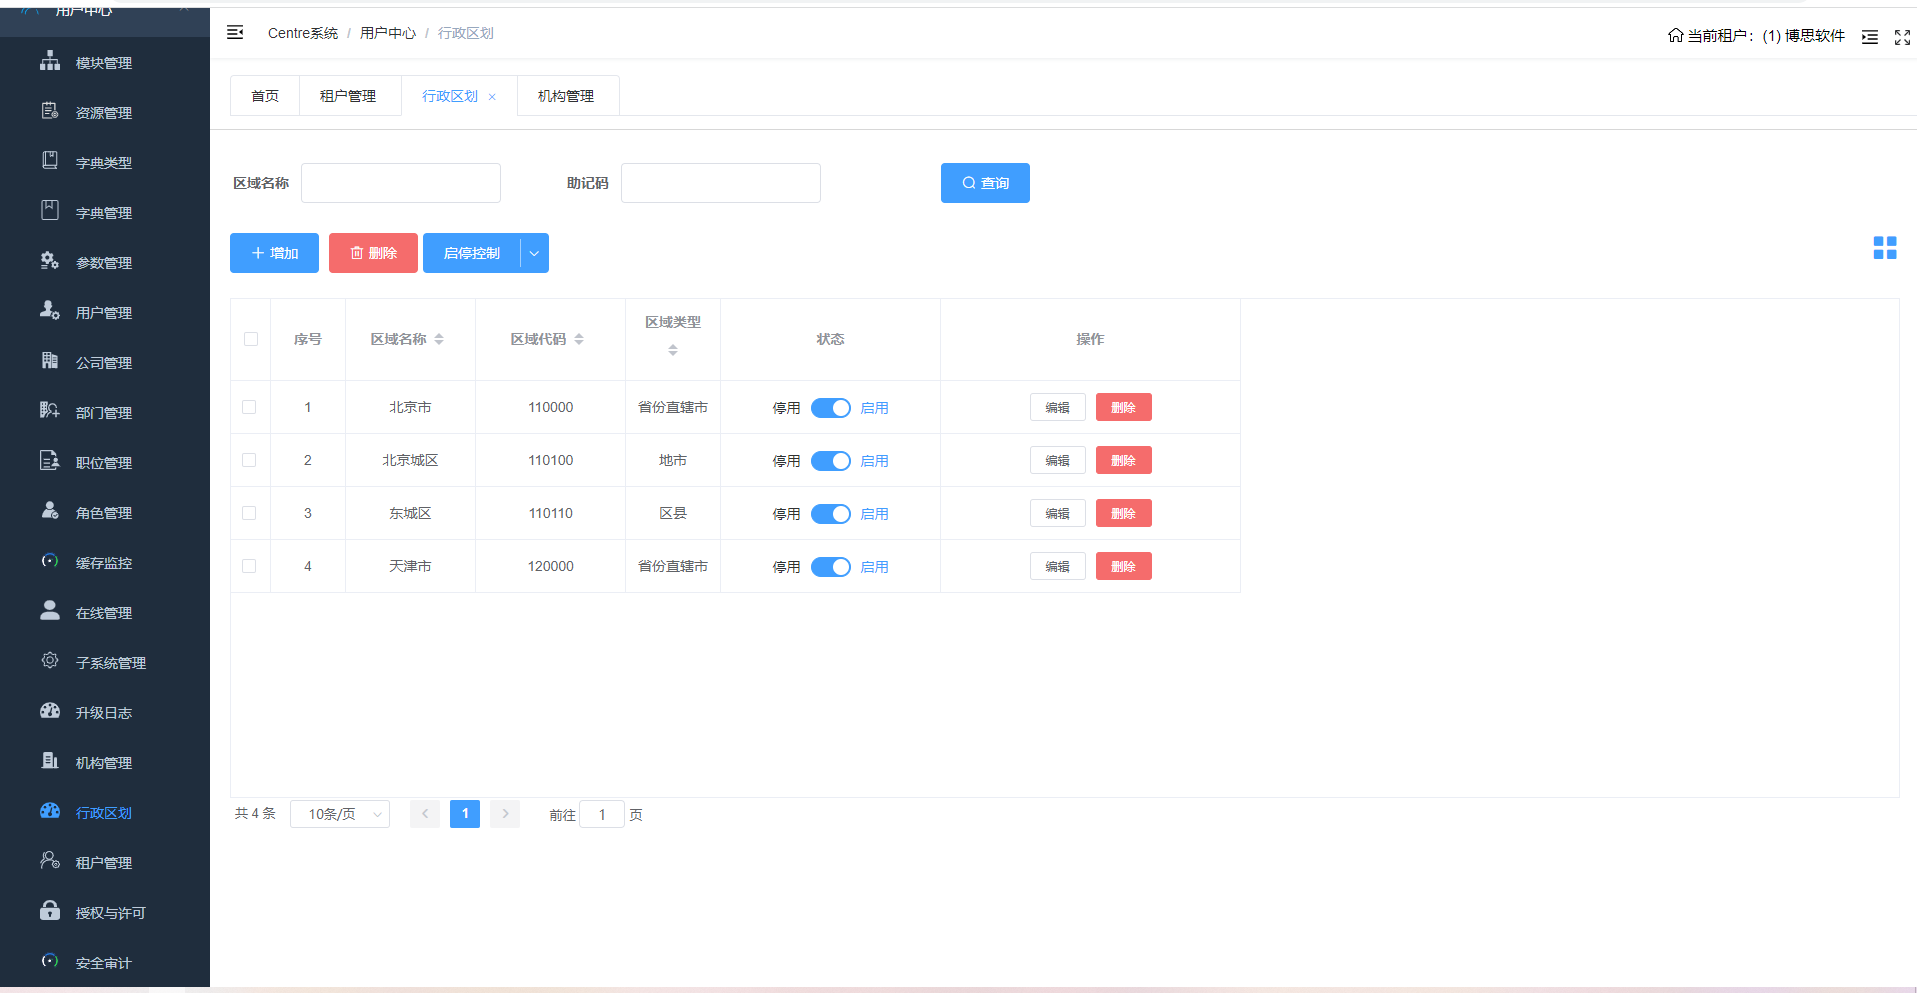 用户中心
模块管理
资源管理
字典类型
字典管理
参数管理
用户管理
公司管理
部门管理
职位管理
角色管理
缓存监控
在线管理
子系统管理
升级日志
机构管理
行政区划
租户管理
授权与许可
安全审计
Centre系统 / 用户中心 / 行政区划
当前租户：(1) 博思软件
首页 租户管理 行政区划 × 机构管理
区域名称 助记码 查询
增加 删除 启停控制
序号 区域名称 区域代码 区域类型 状态 操作
1 北京市 110000 省份直辖市 停用 启用 编辑 删除
2 北京城区 110100 地市 停用 启用 编辑 删除
3 东城区 110110 区县 停用 启用 编辑 删除
4 天津市 120000 省份直辖市 停用 启用 编辑 删除
共 4 条 10条/页 1 前往 1 页